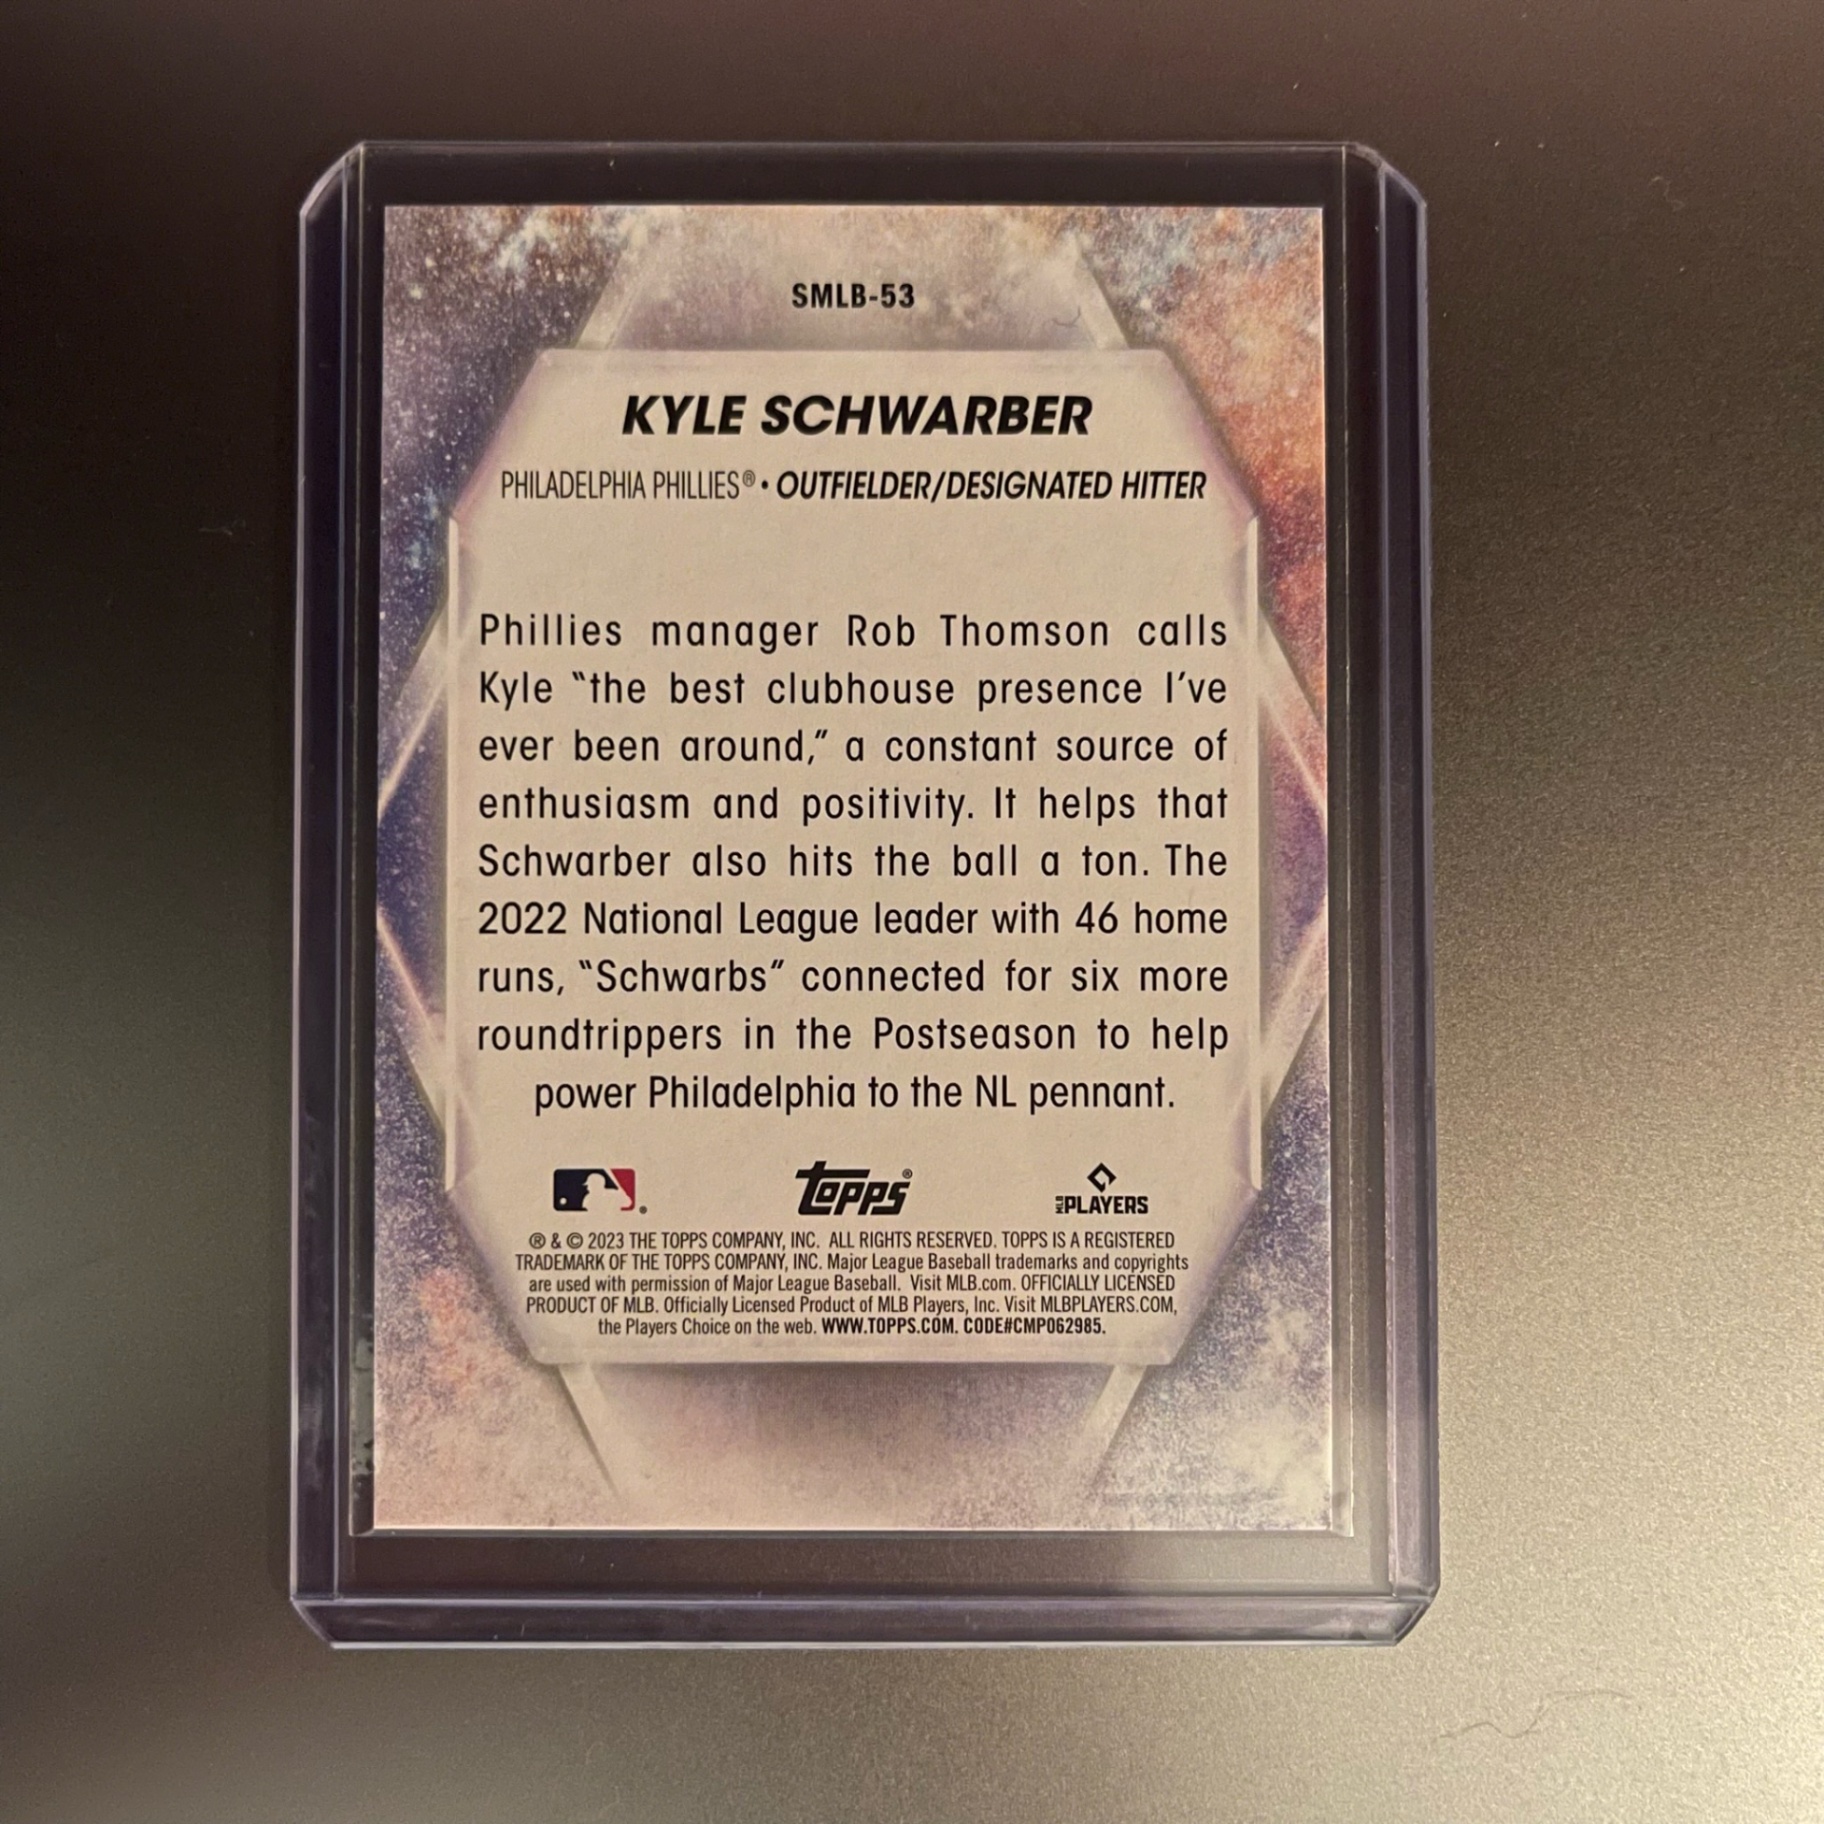 SMLB-53
KYLE SCHWARBER
PHILADELPHIA PHILLIES® • OUTFIELDER/DESIGNATED HITTER
Phillies manager Rob Thomson calls
Kyle “the best clubhouse presence I’ve
ever been around,” a constant source of
enthusiasm and positivity. It helps that
Schwarber also hits the ball a ton. The
2022 National League leader with 46 home
runs, “Schwarbs” connected for six more
roundtrippers in the Postseason to help
power Philadelphia to the NL pennant.
® topps® MLB PLAYERS
® & © 2023 THE TOPPS COMPANY, INC. ALL RIGHTS RESERVED. TOPPS IS A REGISTERED
TRADEMARK OF THE TOPPS COMPANY, INC. Major League Baseball trademarks and copyrights
are used with permission of Major League Baseball. Visit MLB.com. OFFICIALLY LICENSED
PRODUCT OF MLB. Officially Licensed Product of MLB Players, Inc. Visit MLBPLAYERS.COM,
the Players Choice on the web. WWW.TOPPS.COM. CODE#CMP062985.